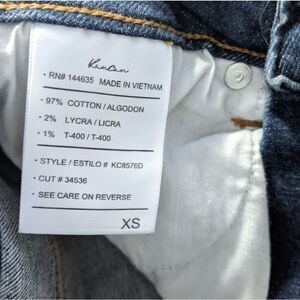 KanCan
• RN# 144635 MADE IN VIETNAM
• 97% COTTON / ALGODON
• 2% LYCRA / LICRA
• 1% T-400 / T-400
• STYLE / ESTILO # KC8576D
• CUT # 34536
• SEE CARE ON REVERSE
XS